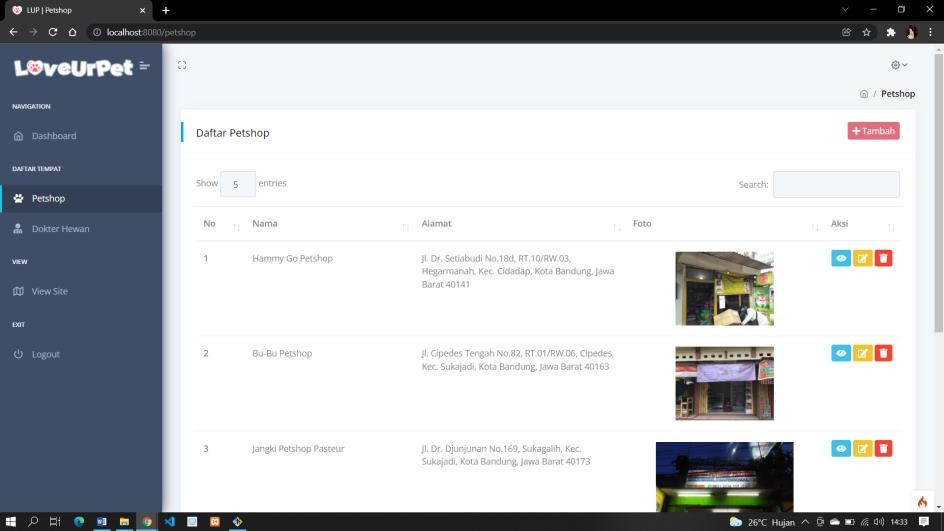 LUP | Petshop
localhost:8080/petshop
LoveUrPet
NAVIGATION
Dashboard
DAFTAR TEMPAT
Petshop
Dokter Hewan
VIEW
View Site
EXIT
Logout
/ Petshop
Daftar Petshop
Tambah
Show 5 entries
Search:
No Nama Alamat Foto Aksi
1 Hammy Go Petshop Jl. Dr. Setiabudi No.18d, RT.10/RW.03,
Hegarmanah, Kec. Cidadap, Kota Bandung, Jawa
Barat 40141
2 Bu-Bu Petshop Jl. Cipedes Tengah No.82, RT.01/RW.06, Cipedes,
Kec. Sukajadi, Kota Bandung, Jawa Barat 40163
3 Jangki Petshop Pasteur Jl. Dr. Djunjunan No.169, Sukagalih, Kec.
Sukajadi, Kota Bandung, Jawa Barat 40173
26°C Hujan
14:33